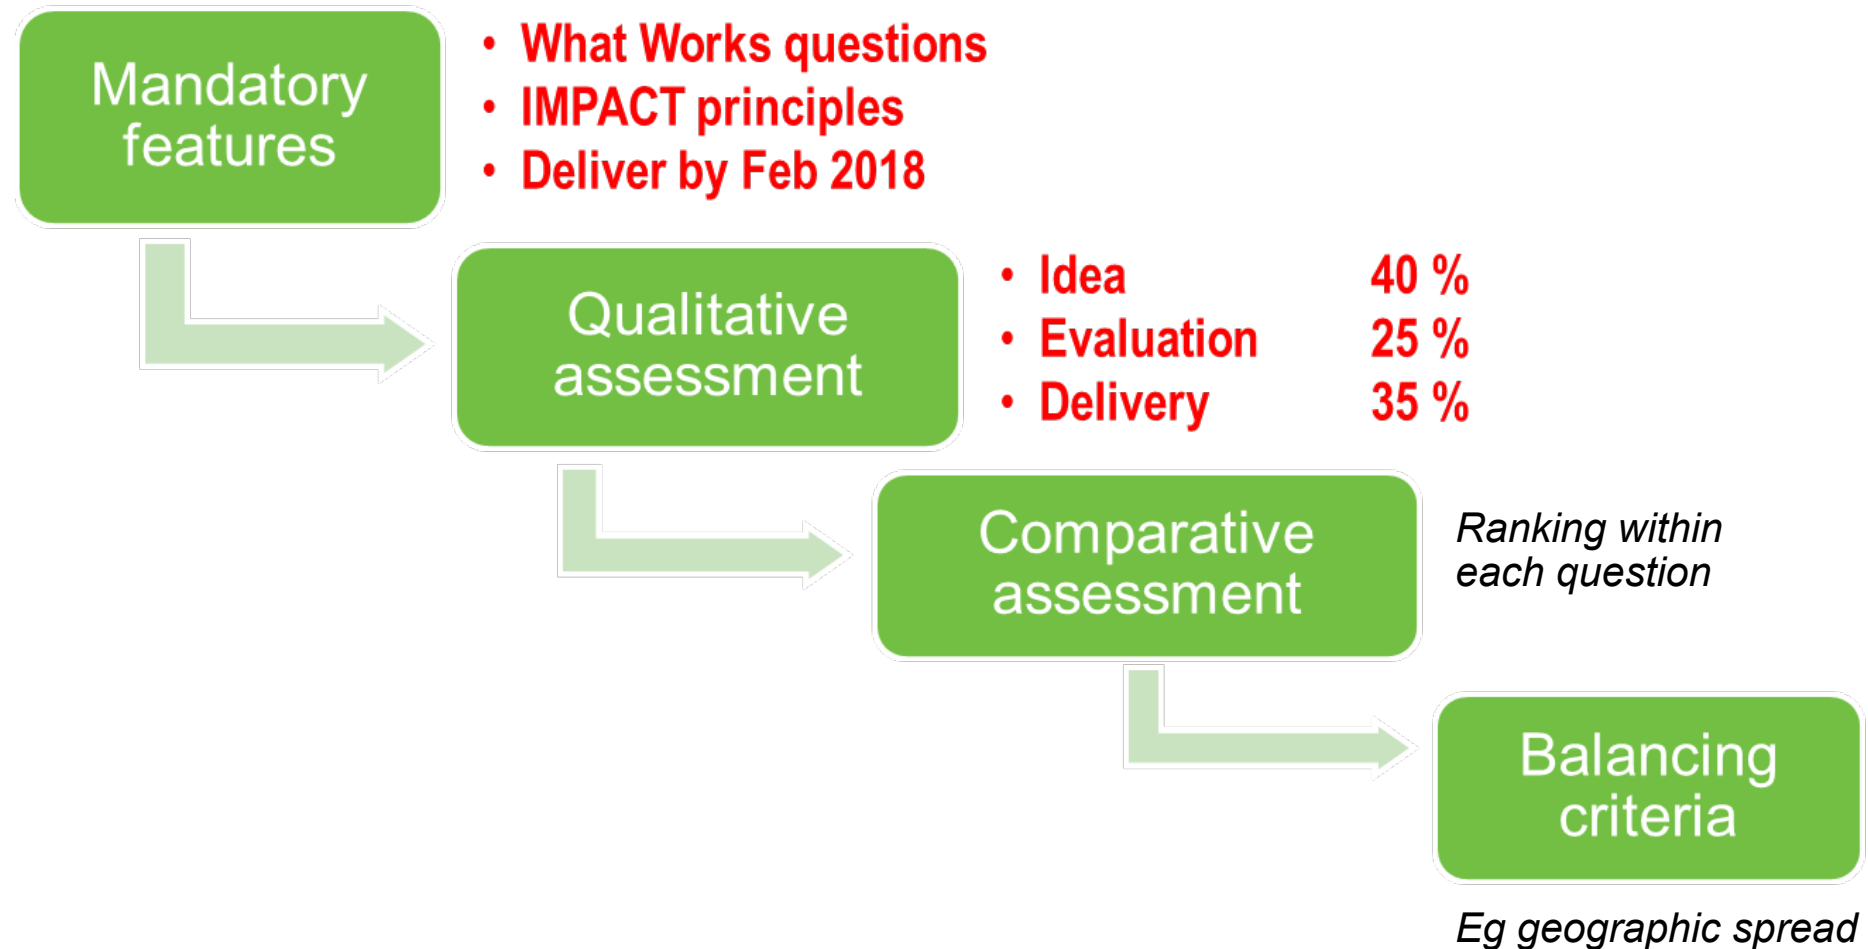 Mandatory
features
• What Works questions
• IMPACT principles
• Deliver by Feb 2018
Qualitative
assessment
• Idea 40 %
• Evaluation 25 %
• Delivery 35 %
Comparative
assessment
Ranking within
each question
Balancing
criteria
Eg geographic spread